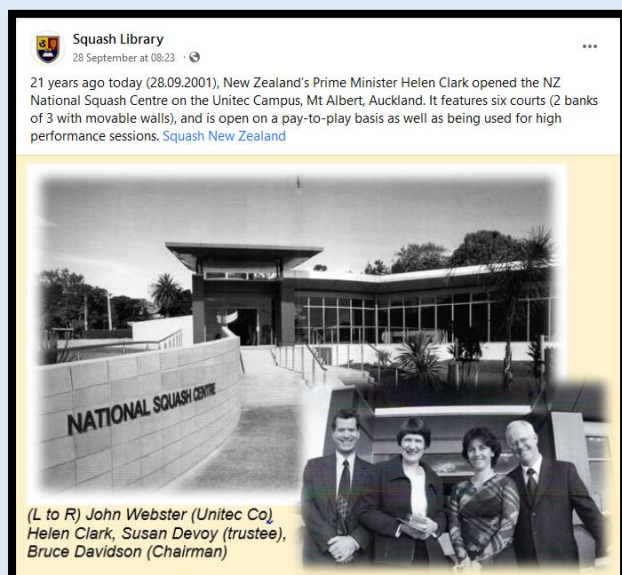 Squash Library
28 September at 08:23 ·
21 years ago today (28.09.2001), New Zealand's Prime Minister Helen Clark opened the NZ
National Squash Centre on the Unitec Campus, Mt Albert, Auckland. It features six courts (2 banks
of 3 with movable walls), and is open on a pay-to-play basis as well as being used for high
performance sessions. Squash New Zealand
NATIONAL SQUASH CENTRE
(L to R) John Webster (Unitec Co),
Helen Clark, Susan Devoy (trustee),
Bruce Davidson (Chairman)